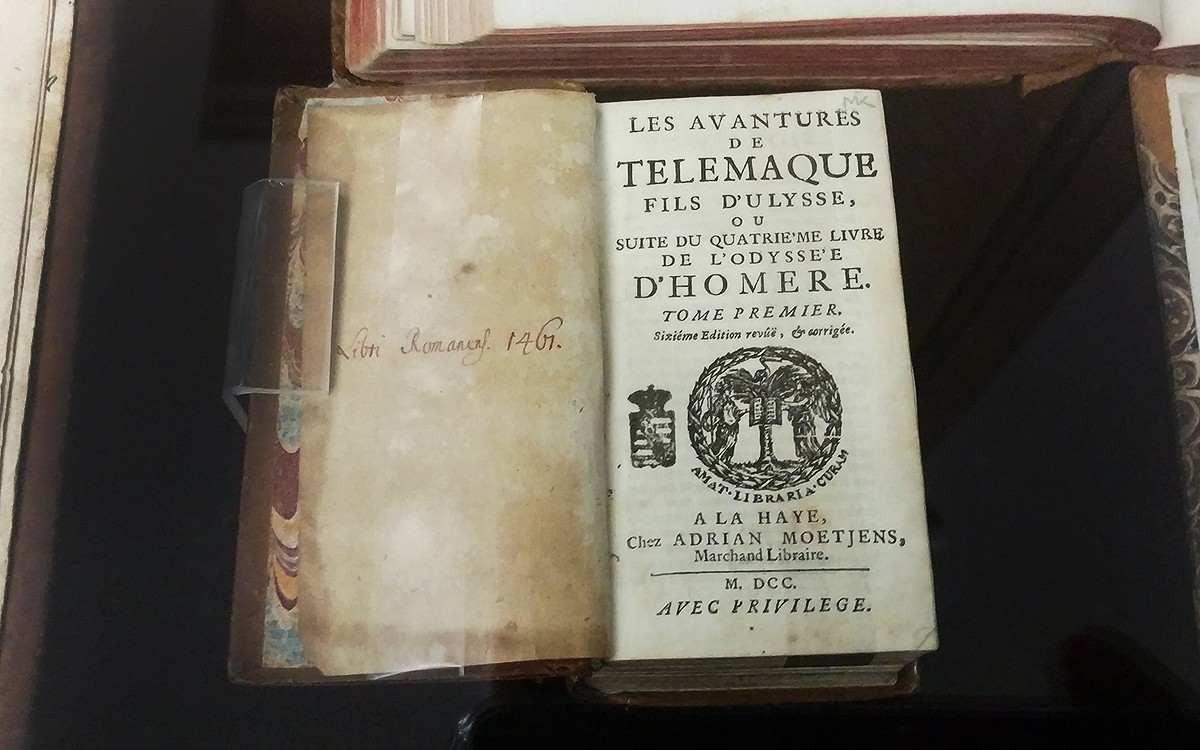 Libri Romanens. 1461.
MK
LES AVANTURES
DE
TELEMAQUE
FILS D'ULYSSE,
OU
SUITE DU QUATRIE'ME LIVRE
DE L'ODYSSE'E
D'HOMERE.
TOME PREMIER.
Sixiéme Edition revûë, & corrigée.
AMAT·LIBRARIA·CURAM
A LA HAYE,
Chez ADRIAN MOETJENS,
Marchand Libraire.
M. DCC.
AVEC PRIVILEGE.